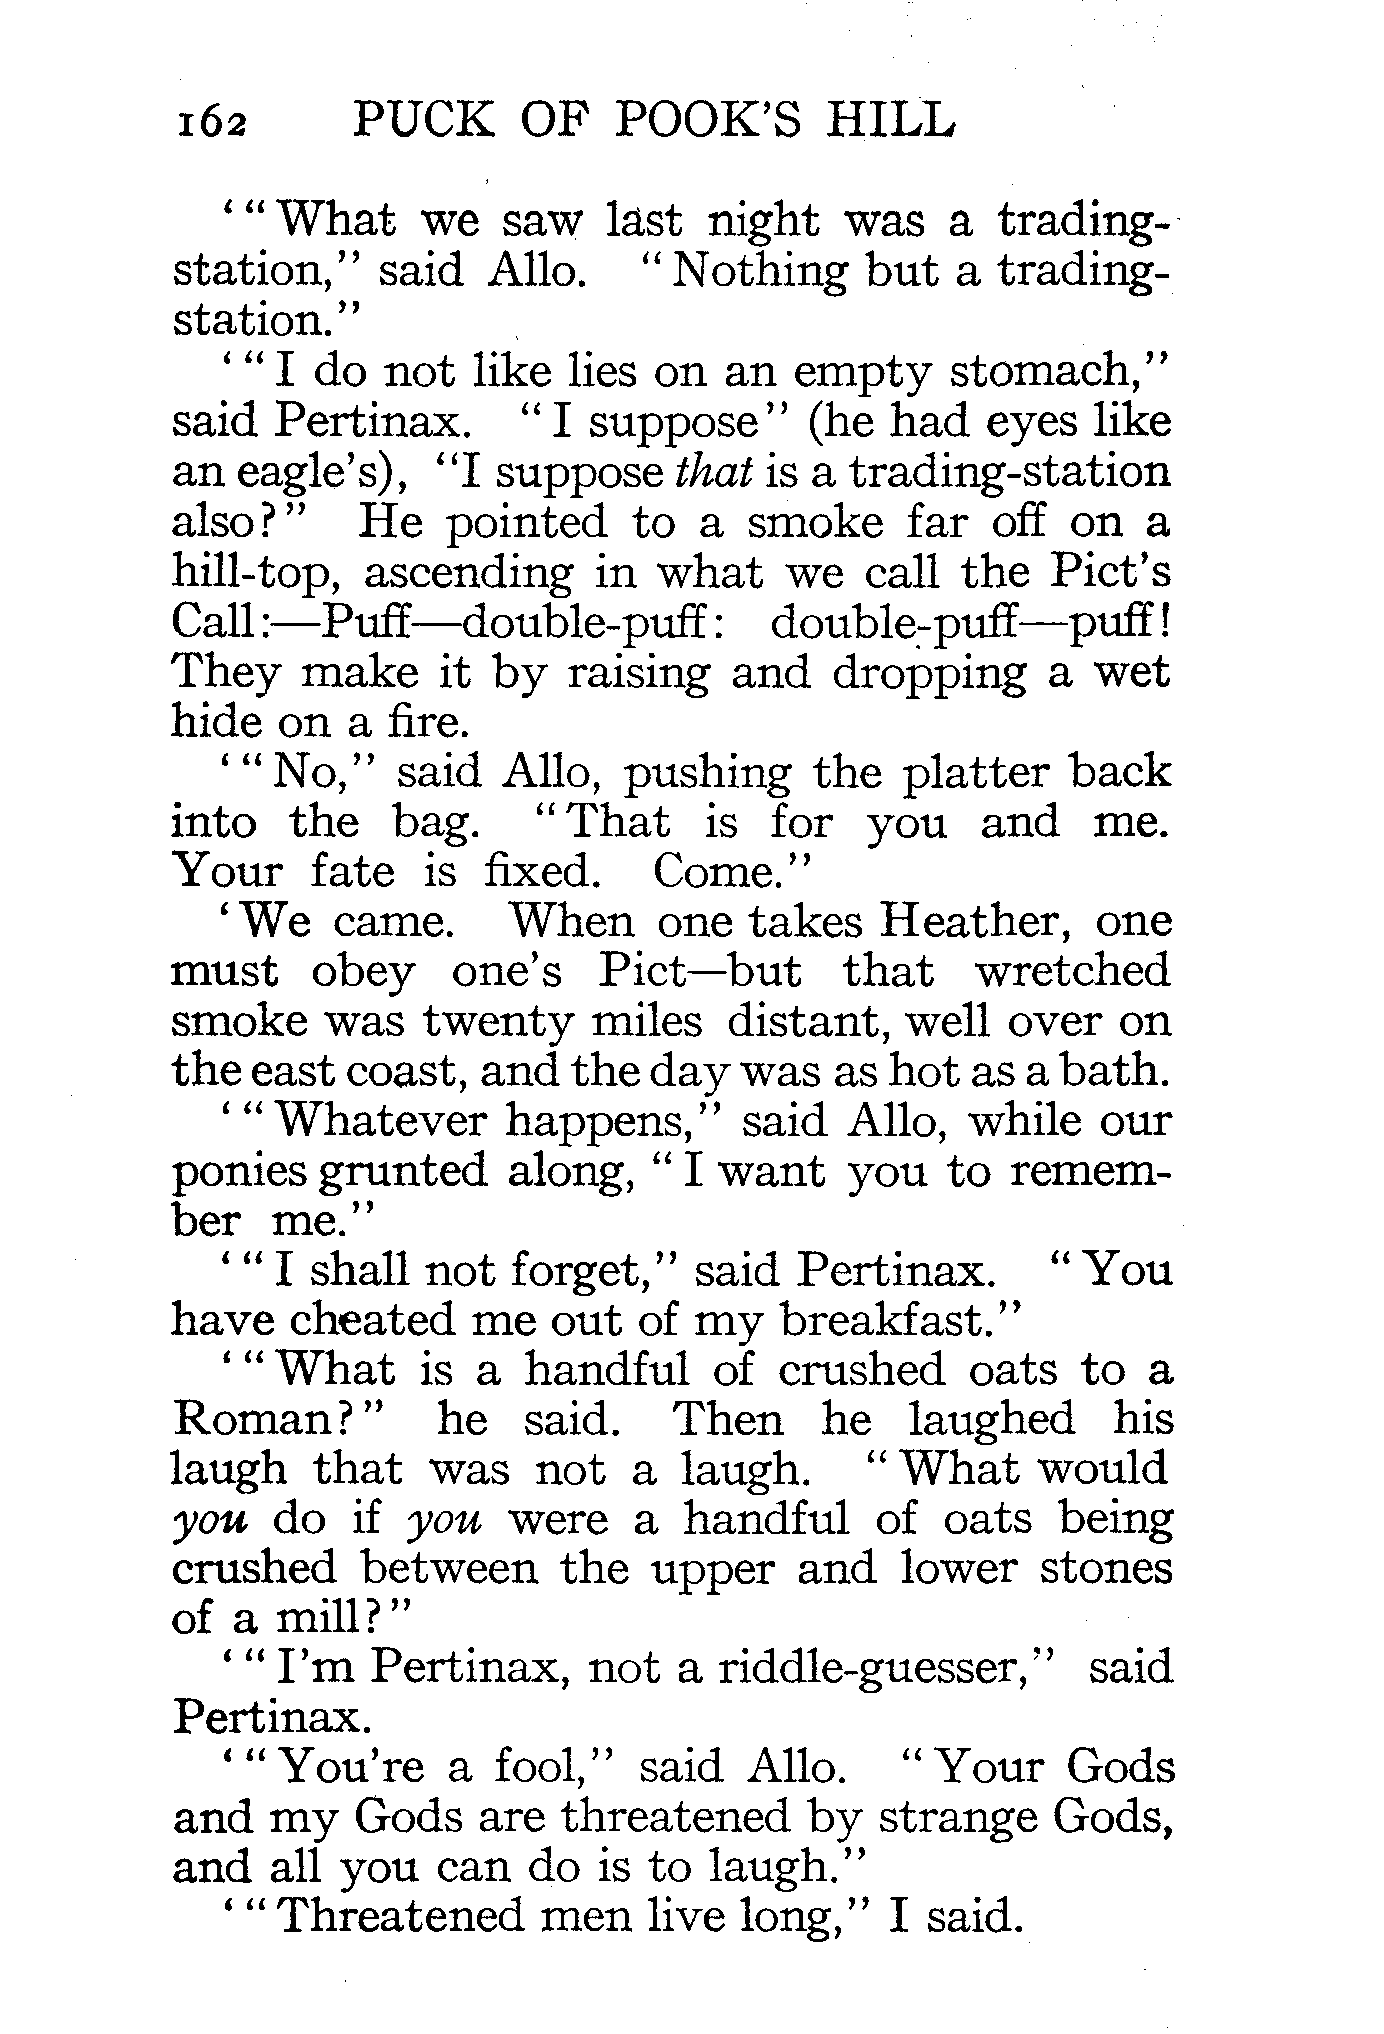 162 PUCK OF POOK'S HILL
‘“What we saw last night was a trading-
station,” said Allo. “Nothing but a trading-
station.”
‘“I do not like lies on an empty stomach,”
said Pertinax. “I suppose” (he had eyes like
an eagle's), “I suppose that is a trading-station
also?” He pointed to a smoke far off on a
hill-top, ascending in what we call the Pict's
Call:—Puff—double-puff: double-puff—puff!
They make it by raising and dropping a wet
hide on a fire.
‘“No,” said Allo, pushing the platter back
into the bag. “That is for you and me.
Your fate is fixed. Come.”
‘We came. When one takes Heather, one
must obey one's Pict—but that wretched
smoke was twenty miles distant, well over on
the east coast, and the day was as hot as a bath.
‘“Whatever happens,” said Allo, while our
ponies grunted along, “I want you to remem-
ber me.”
‘“I shall not forget,” said Pertinax. “You
have cheated me out of my breakfast.”
‘“What is a handful of crushed oats to a
Roman?” he said. Then he laughed his
laugh that was not a laugh. “What would
you do if you were a handful of oats being
crushed between the upper and lower stones
of a mill?”
‘“I'm Pertinax, not a riddle-guesser,” said
Pertinax.
‘“You're a fool,” said Allo. “Your Gods
and my Gods are threatened by strange Gods,
and all you can do is to laugh.”
‘“Threatened men live long,” I said.